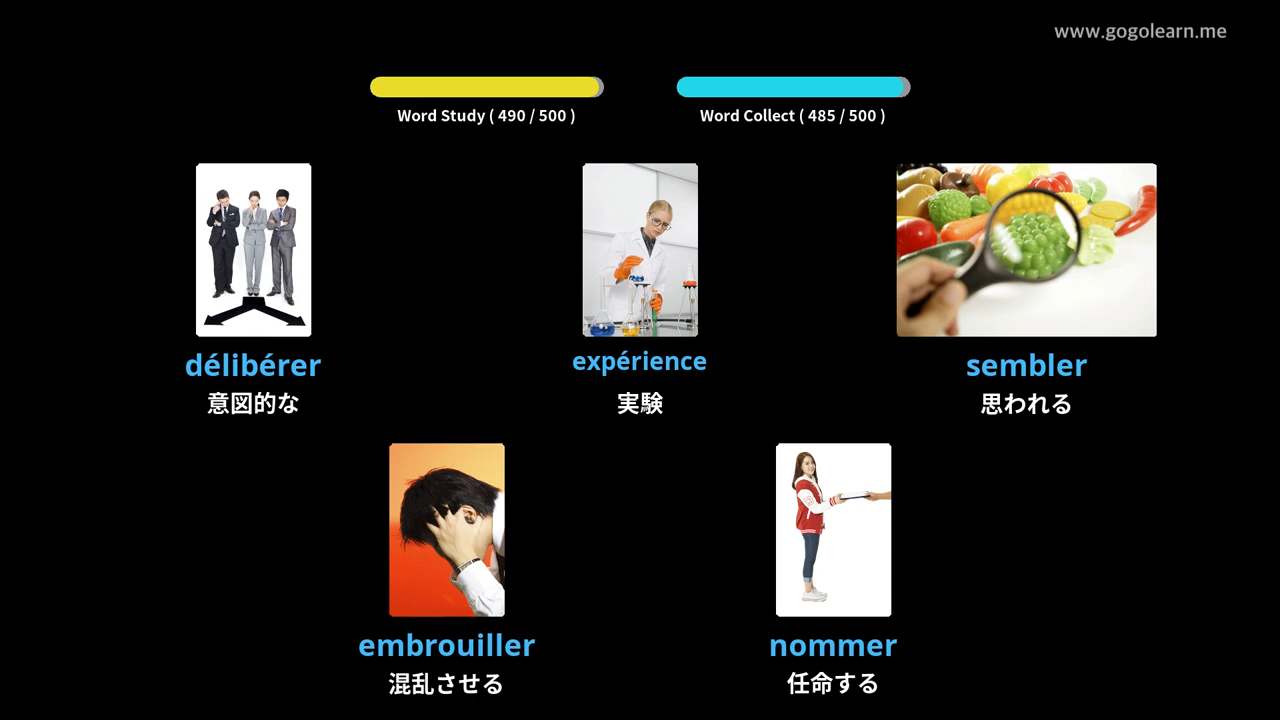 www.gogolearn.me
Word Study ( 490 / 500 )
Word Collect ( 485 / 500 )
délibérer
意図的な
expérience
実験
sembler
思われる
embrouiller
混乱させる
nommer
任命する